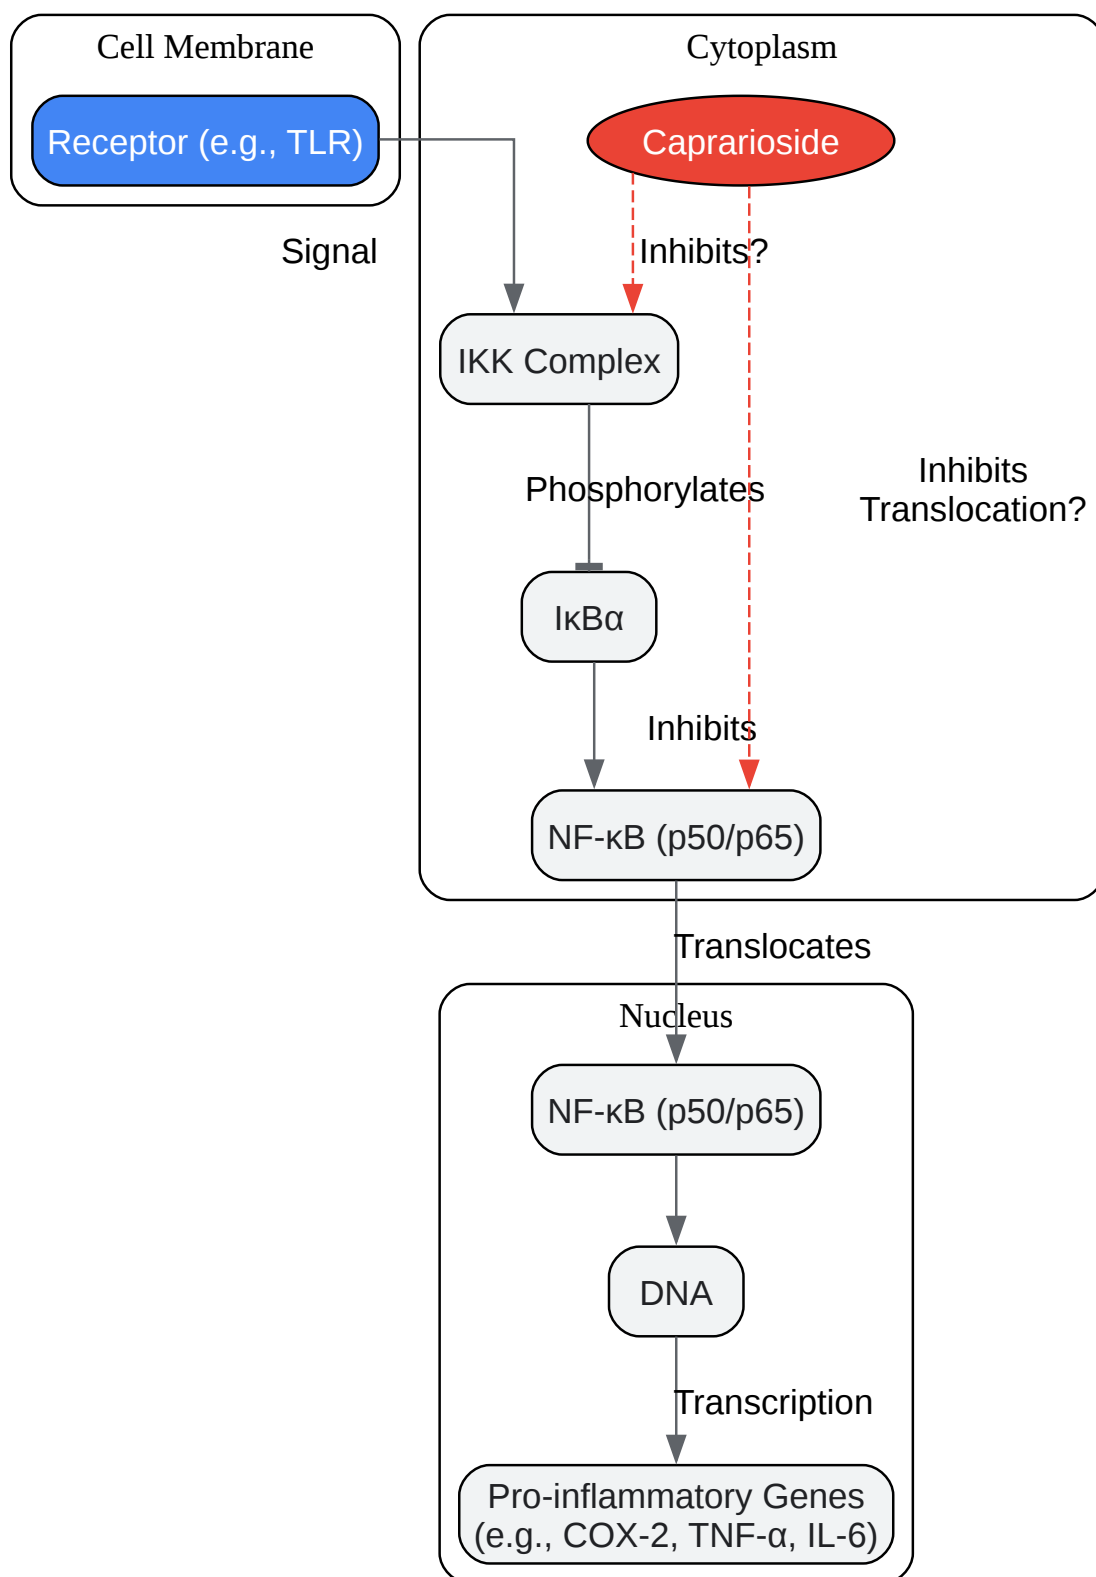 Cell Membrane
Cytoplasm
Receptor (e.g., TLR)
Caprarioside
Signal
Inhibits?
IKK Complex
Phosphorylates
Inhibits
Translocation?
IκBα
Inhibits
NF-κB (p50/p65)
Translocates
Nucleus
NF-κB (p50/p65)
DNA
Transcription
Pro-inflammatory Genes
(e.g., COX-2, TNF-α, IL-6)